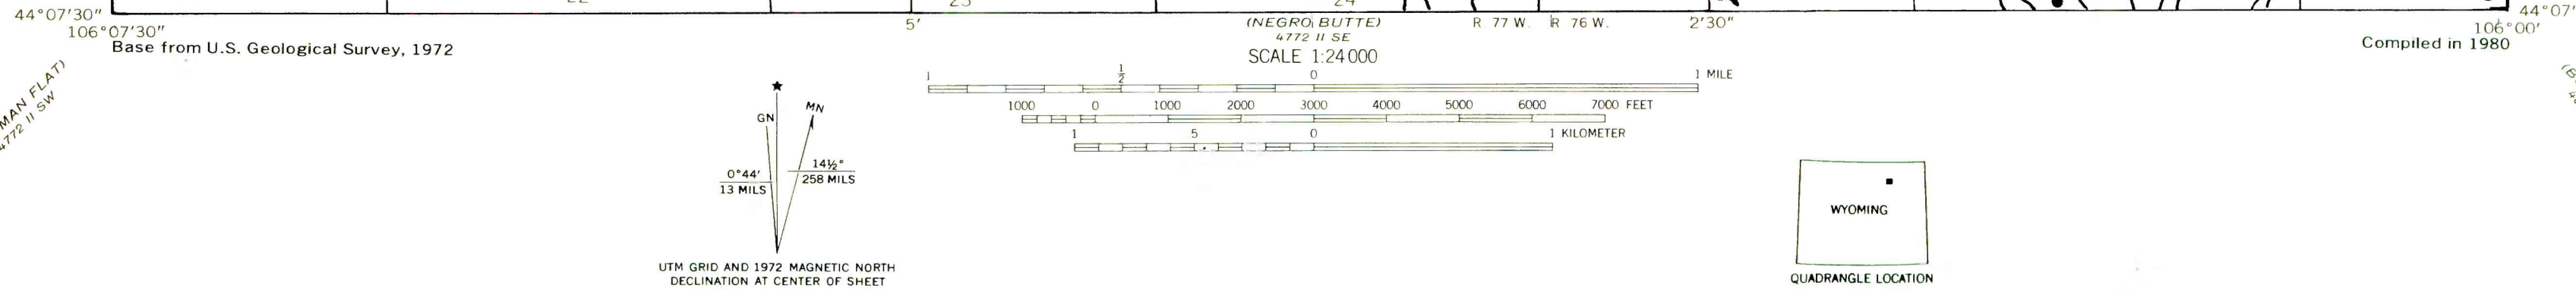 44°07'30"
106°07'30"
5'
(NEGRO BUTTE)
4772 II SE
R 77 W. R 76 W.
2'30"
44°07'
106°00'
Base from U.S. Geological Survey, 1972
SCALE 1:24 000
Compiled in 1980
MAN FLAT)
4772 II SW
1 1/2 0 1 MILE
1000 0 1000 2000 3000 4000 5000 6000 7000 FEET
1 5 0 1 KILOMETER
GN
MN
0°44'
13 MILS
14½°
258 MILS
UTM GRID AND 1972 MAGNETIC NORTH
DECLINATION AT CENTER OF SHEET
WYOMING
QUADRANGLE LOCATION